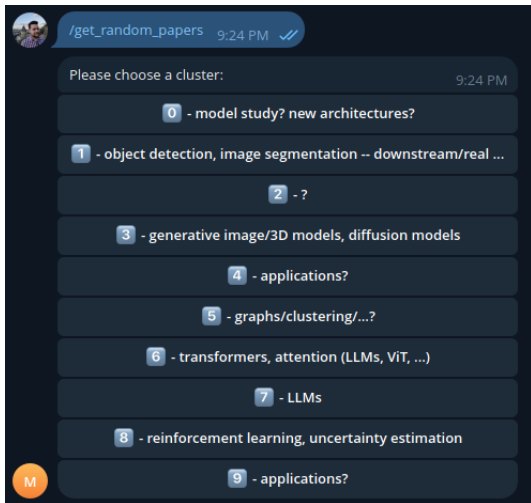 /get_random_papers 9:24 PM
Please choose a cluster:
9:24 PM
0 - model study? new architectures?
1 - object detection, image segmentation -- downstream/real ...
2 - ?
3 - generative image/3D models, diffusion models
4 - applications?
5 - graphs/clustering/...?
6 - transformers, attention (LLMs, ViT, ...)
7 - LLMs
8 - reinforcement learning, uncertainty estimation
9 - applications?
M